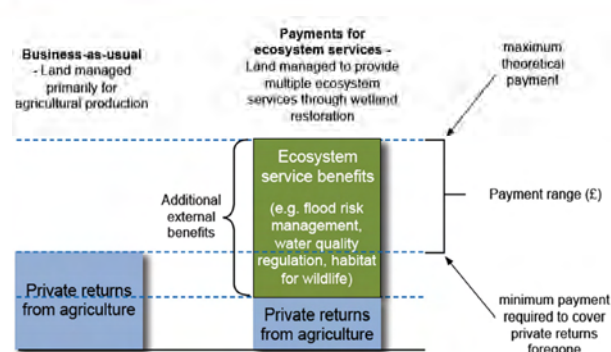 Business-as-usual
- Land managed
primarily for
agricultural production
Payments for
ecosystem services -
Land managed to provide
multiple ecosystem
services through wetland
restoration
maximum
theoretical
payment
Additional
external
benefits
Ecosystem
service benefits
(e.g. flood risk
management,
water quality
regulation, habitat
for wildlife)
Payment range (£)
Private returns
from agriculture
Private returns
from agriculture
minimum payment
required to cover
private returns
foregone